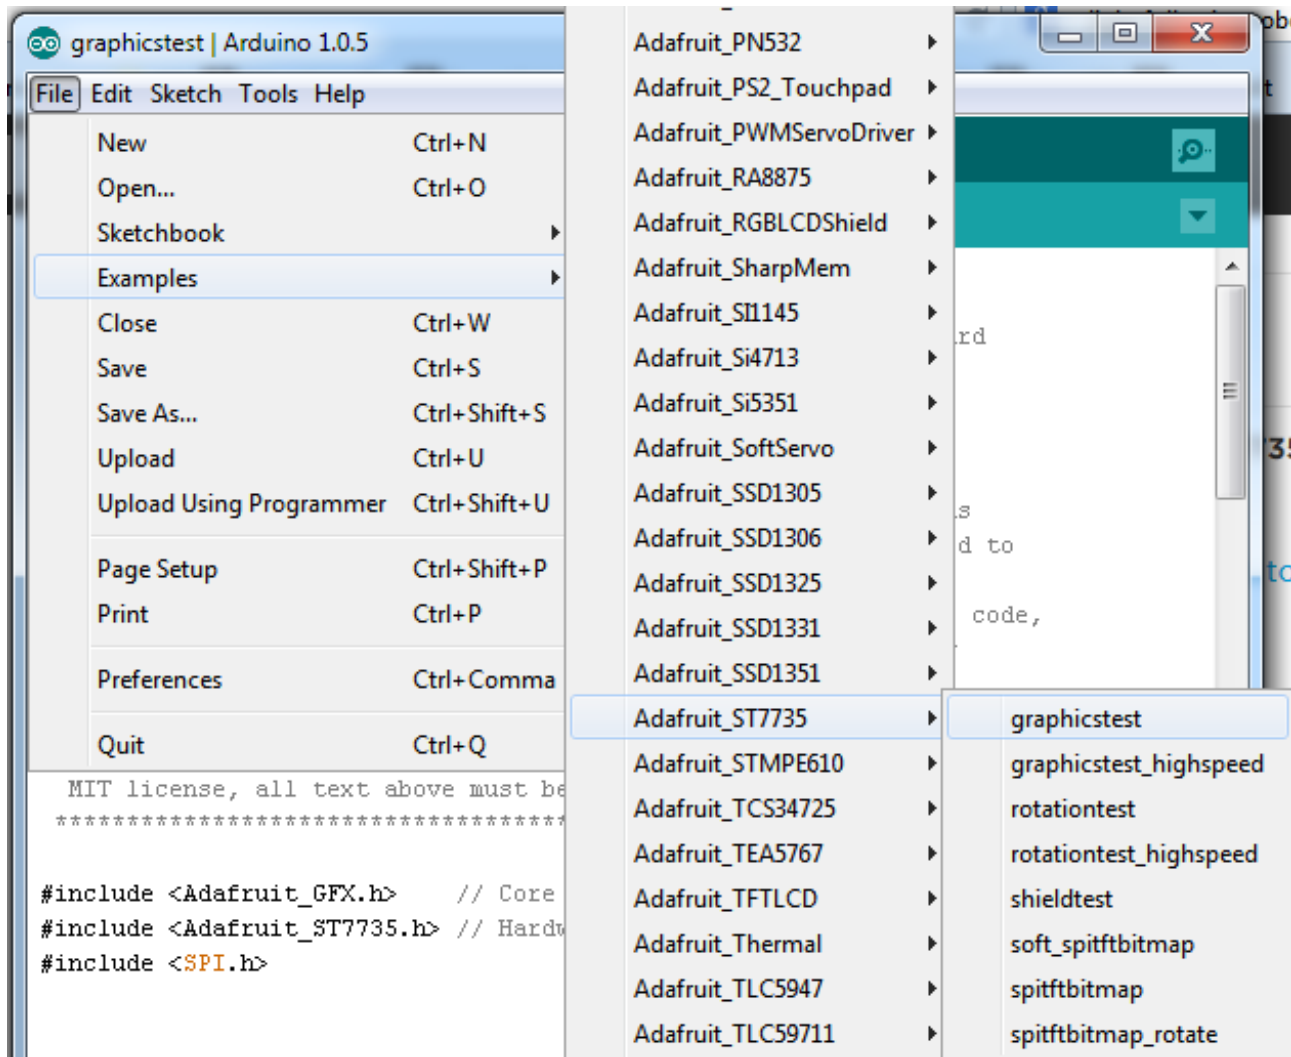 graphicstest | Arduino 1.0.5
File Edit Sketch Tools Help
New Ctrl+N
Open... Ctrl+O
Sketchbook
Examples
Close Ctrl+W
Save Ctrl+S
Save As... Ctrl+Shift+S
Upload Ctrl+U
Upload Using Programmer Ctrl+Shift+U
Page Setup Ctrl+Shift+P
Print Ctrl+P
Preferences Ctrl+Comma
Quit Ctrl+Q
Adafruit_PN532
Adafruit_PS2_Touchpad
Adafruit_PWMServoDriver
Adafruit_RA8875
Adafruit_RGBLCDShield
Adafruit_SharpMem
Adafruit_SI1145
Adafruit_Si4713
Adafruit_Si5351
Adafruit_SoftServo
Adafruit_SSD1305
Adafruit_SSD1306
Adafruit_SSD1325
Adafruit_SSD1331
Adafruit_SSD1351
Adafruit_ST7735
Adafruit_STMPE610
Adafruit_TCS34725
Adafruit_TEA5767
Adafruit_TFTLCD
Adafruit_Thermal
Adafruit_TLC5947
Adafruit_TLC59711
graphicstest
graphicstest_highspeed
rotationtest
rotationtest_highspeed
shieldtest
soft_spitftbitmap
spitftbitmap
spitftbitmap_rotate
rd
s
d to
code,
MIT license, all text above must be
************************************
#include <Adafruit_GFX.h> // Core
#include <Adafruit_ST7735.h> // Hardw
#include <SPI.h>